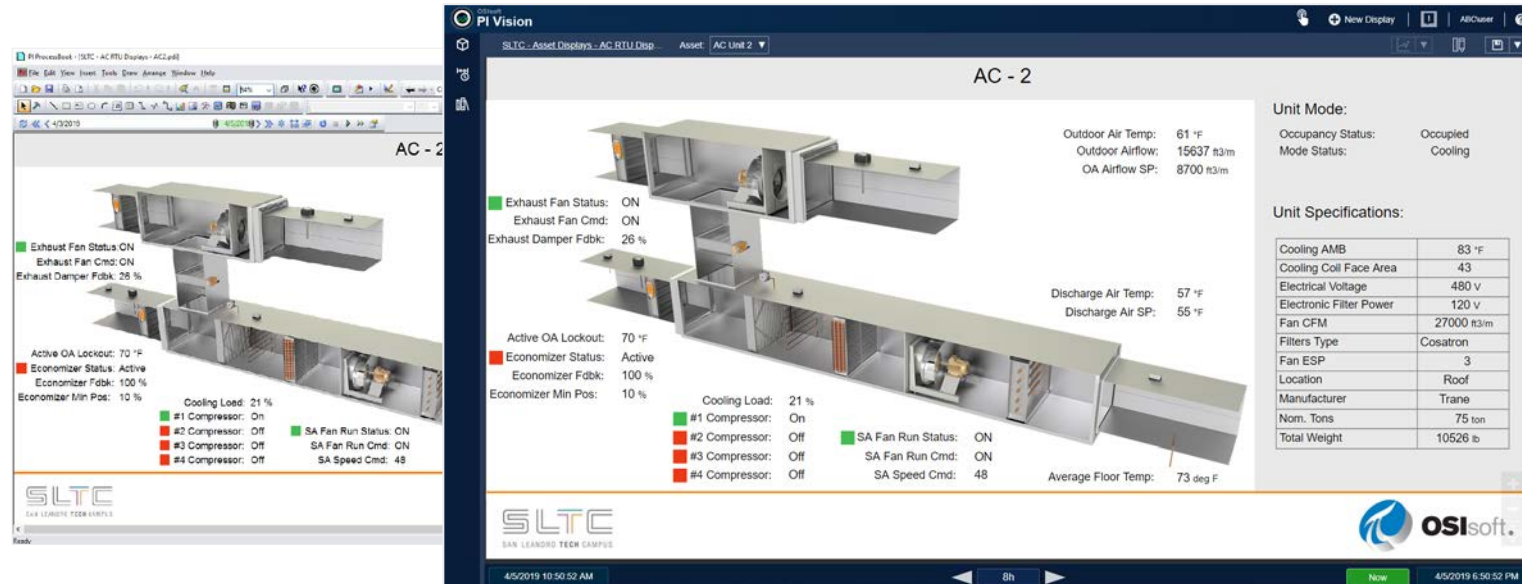 PI ProcessBook - [SLTC - AC RTU Displays - AC2.pdi]
File Edit View Insert Tools Draw Arrange Window Help
4/3/2019
AC - 2
Exhaust Fan Status: ON
Exhaust Fan Cmd: ON
Exhaust Damper Fdbk: 26 %
Active OA Lockout: 70 °F
Economizer Status: Active
Economizer Fdbk: 100 %
Economizer Min Pos: 10 %
Cooling Load: 21 %
#1 Compressor: On
#2 Compressor: Off
#3 Compressor: Off
#4 Compressor: Off
SA Fan Run Status: ON
SA Fan Run Cmd: ON
SA Speed Cmd: 48
SLTC
SAN LEANDRO TECH CAMPUS
Ready
OSIsoft
PI Vision
New Display
ABCuser
SLTC - Asset Displays - AC RTU Disp...
Asset: AC Unit 2
AC - 2
Outdoor Air Temp: 61 °F
Outdoor Airflow: 15637 ft3/m
OA Airflow SP: 8700 ft3/m
Exhaust Fan Status: ON
Exhaust Fan Cmd: ON
Exhaust Damper Fdbk: 26 %
Discharge Air Temp: 57 °F
Discharge Air SP: 55 °F
Active OA Lockout: 70 °F
Economizer Status: Active
Economizer Fdbk: 100 %
Economizer Min Pos: 10 %
Cooling Load: 21 %
#1 Compressor: On
#2 Compressor: Off
#3 Compressor: Off
#4 Compressor: Off
SA Fan Run Status: ON
SA Fan Run Cmd: ON
SA Speed Cmd: 48
Average Floor Temp: 73 deg F
Unit Mode:
Occupancy Status: Occupied
Mode Status: Cooling
Unit Specifications:
Cooling AMB 83 °F
Cooling Coil Face Area 43
Electrical Voltage 480 V
Electronic Filter Power 120 V
Fan CFM 27000 ft3/m
Filters Type Cosatron
Fan ESP 3
Location Roof
Manufacturer Trane
Nom. Tons 75 ton
Total Weight 10526 lb
SLTC
SAN LEANDRO TECH CAMPUS
OSIsoft.
4/5/2019 10:50:52 AM
8h
Now
4/5/2019 6:50:52 PM